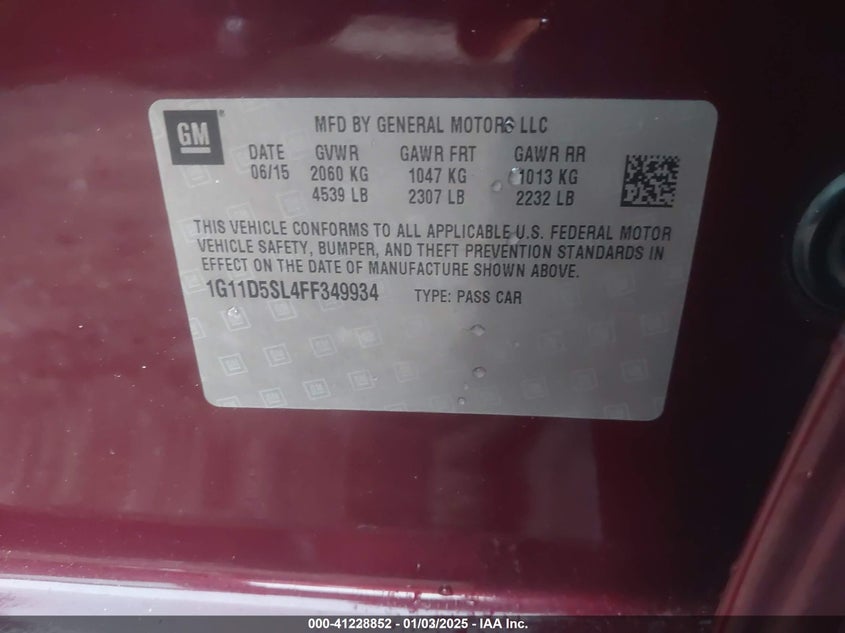 GM®
MFD BY GENERAL MOTORS LLC
DATE GVWR GAWR FRT GAWR RR
06/15 2060 KG 1047 KG 1013 KG
4539 LB 2307 LB 2232 LB
THIS VEHICLE CONFORMS TO ALL APPLICABLE U.S. FEDERAL MOTOR
VEHICLE SAFETY, BUMPER, AND THEFT PREVENTION STANDARDS IN
EFFECT ON THE DATE OF MANUFACTURE SHOWN ABOVE.
1G11D5SL4FF349934 TYPE: PASS CAR
000-41228852 - 01/03/2025 - IAA Inc.